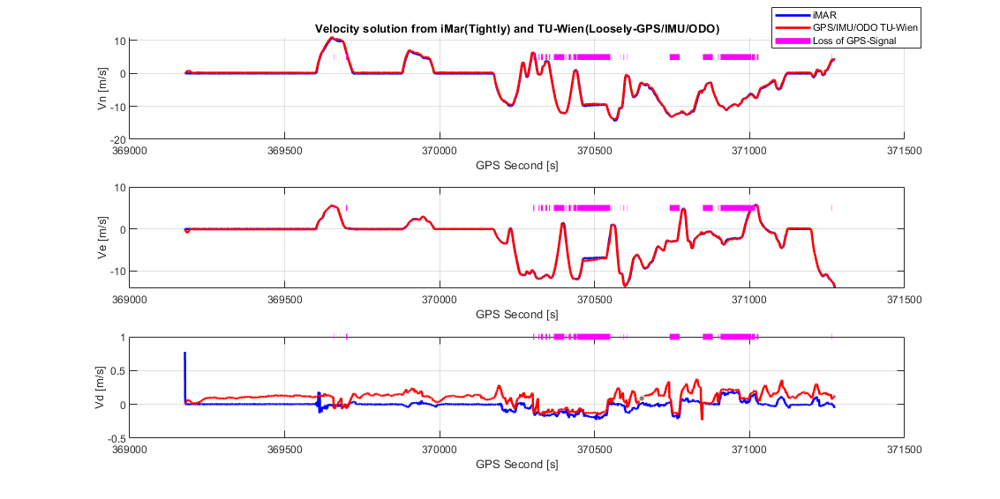 Velocity solution from iMar(Tightly) and TU-Wien(Loosely-GPS/IMU/ODO)
iMAR
GPS/IMU/ODO TU-Wien
Loss of GPS-Signal
Vn [m/s]
10
0
-10
-20
369000 369500 370000 370500 371000 371500
GPS Second [s]
Ve [m/s]
10
0
-10
369000 369500 370000 370500 371000 371500
GPS Second [s]
Vd [m/s]
1
0.5
0
-0.5
369000 369500 370000 370500 371000 371500
GPS Second [s]